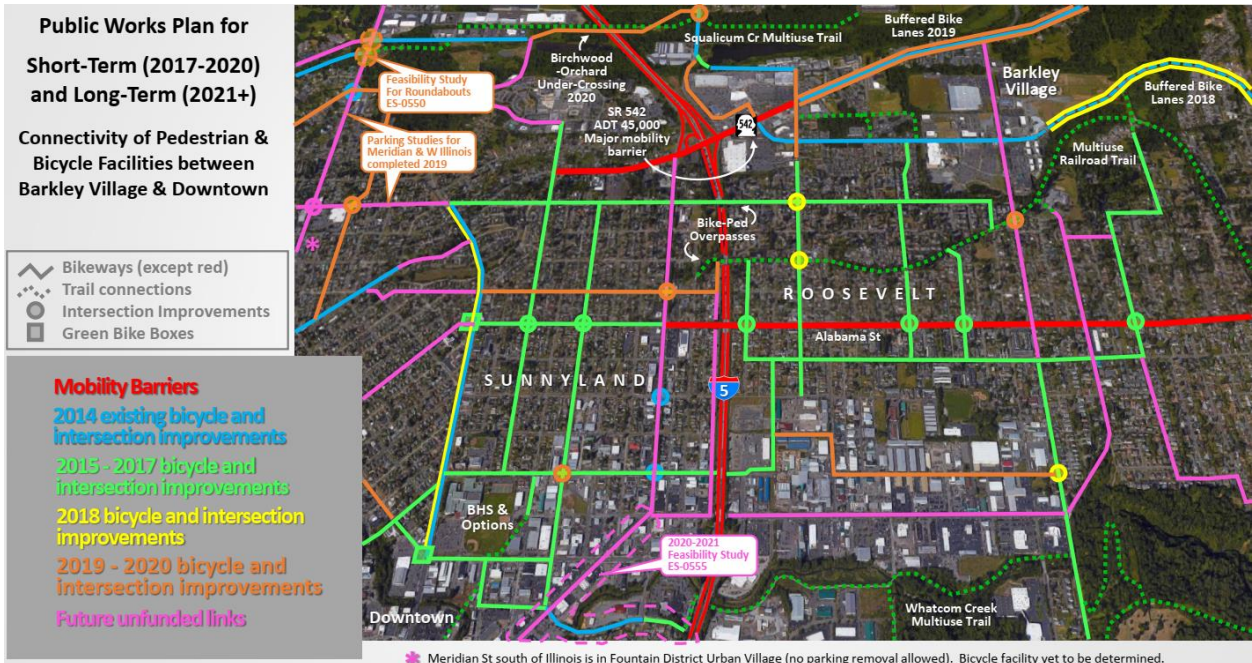 Public Works Plan for
Short-Term (2017-2020)
and Long-Term (2021+)
Connectivity of Pedestrian &
Bicycle Facilities between
Barkley Village & Downtown
Bikeways (except red)
Trail connections
Intersection Improvements
Green Bike Boxes
Mobility Barriers
2014 existing bicycle and
intersection improvements
2015 - 2017 bicycle and
intersection improvements
2018 bicycle and intersection
improvements
2019 - 2020 bicycle and
intersection improvements
Future unfunded links
Birchwood
-Orchard
Under-Crossing
2020
Squalicum Cr Multiuse Trail
Buffered Bike
Lanes 2019
Barkley
Village
Buffered Bike
Lanes 2018
Feasibility Study
For Roundabouts
ES-0550
SR 542
ADT 45,000
Major mobility
barrier
542
Parking Studies for
Meridian & W Illinois
completed 2019
Multiuse
Railroad Trail
Bike-Ped
Overpasses
ROOSEVELT
Alabama St
SUNNYLAND
5
BHS &
Options
2020-2021
Feasibility Study
ES-0555
Downtown
Whatcom Creek
Multiuse Trail
* Meridian St south of Illinois is in Fountain District Urban Village (no parking removal allowed). Bicycle facility yet to be determined.